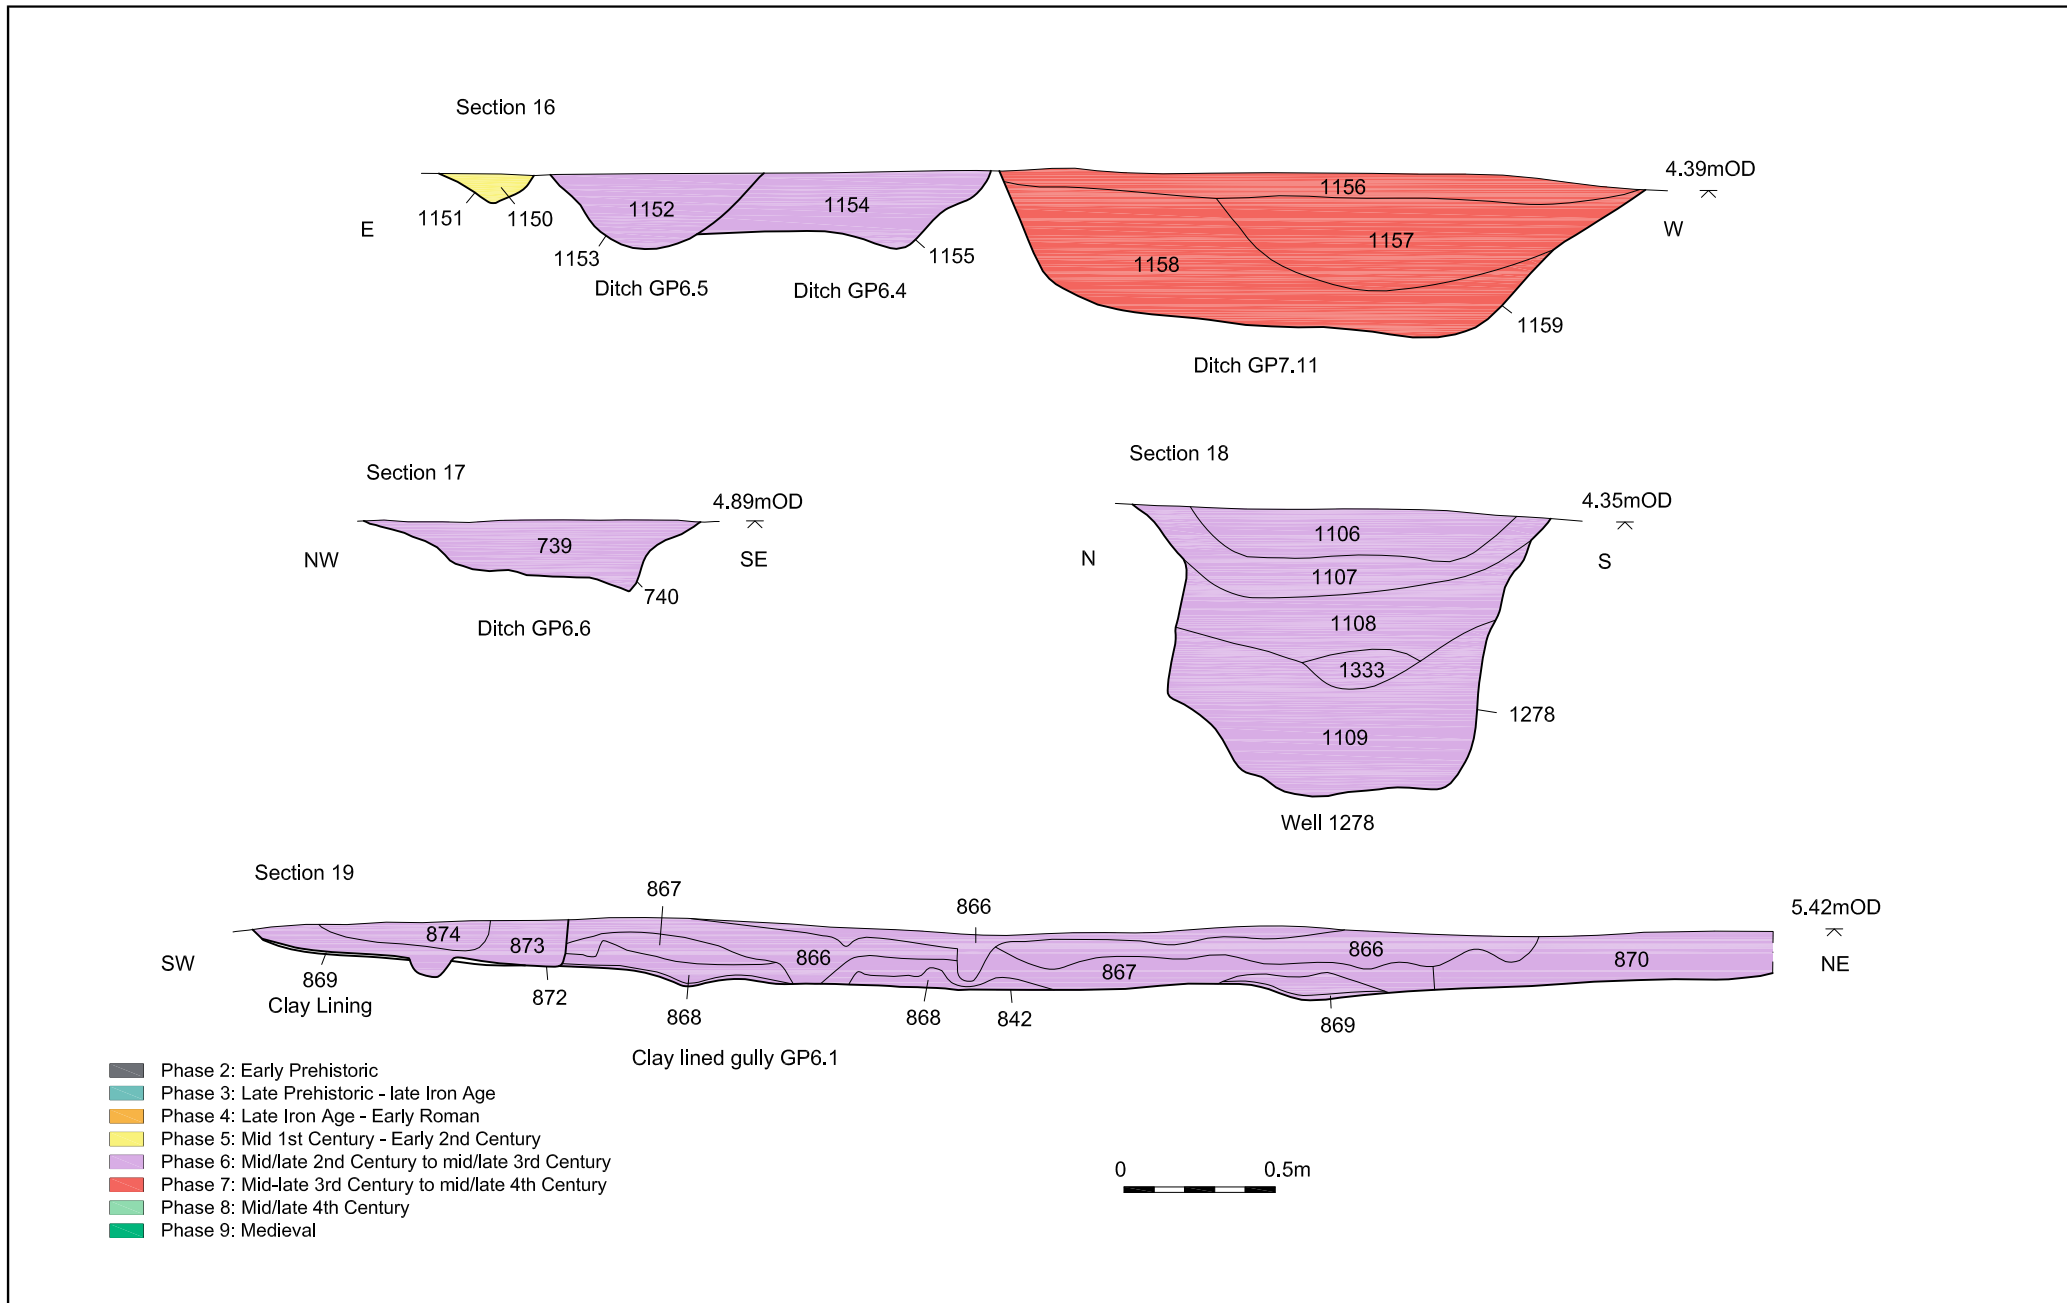 Section 16
4.39mOD
E
W
1151
1150
1152
1153
1154
1155
1156
1157
1158
1159
Ditch GP6.5
Ditch GP6.4
Ditch GP7.11
Section 17
4.89mOD
NW
SE
739
740
Ditch GP6.6
Section 18
4.35mOD
N
S
1106
1107
1108
1333
1109
1278
Well 1278
Section 19
5.42mOD
SW
NE
867
866
874
873
866
867
866
870
869
Clay Lining
872
868
868
842
869
Clay lined gully GP6.1
Phase 2: Early Prehistoric
Phase 3: Late Prehistoric - late Iron Age
Phase 4: Late Iron Age - Early Roman
Phase 5: Mid 1st Century - Early 2nd Century
Phase 6: Mid/late 2nd Century to mid/late 3rd Century
Phase 7: Mid-late 3rd Century to mid/late 4th Century
Phase 8: Mid/late 4th Century
Phase 9: Medieval
0 0.5m